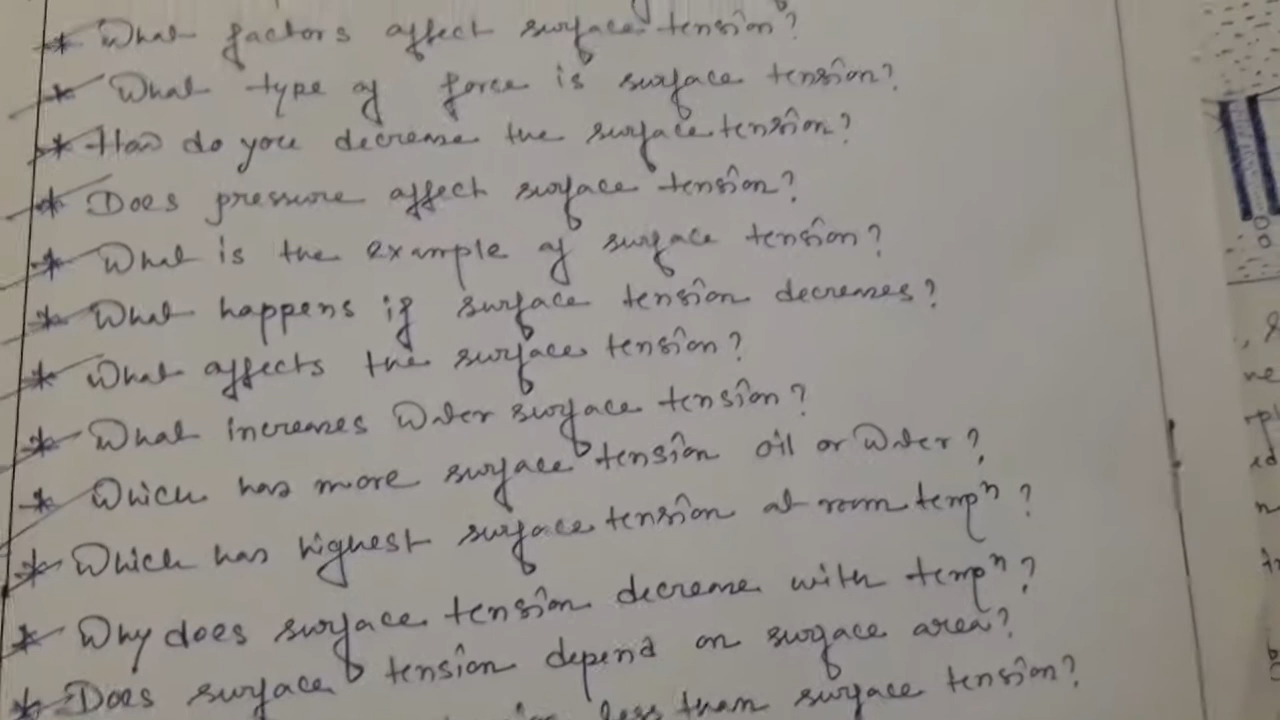 * What factors affect surface tension?
* What type of force is surface tension?
* How do you decrease the surface tension?
* Does pressure affect surface tension?
* What is the example of surface tension?
* What happens if surface tension decreases?
* What affects the surface tension?
* What increases Water surface tension?
* Which has more surface tension oil or Water?
* Which has highest surface tension at room tempⁿ?
* Why does surface tension decrease with tempⁿ?
* Does surface tension depend on surface area?
less than surface tension?